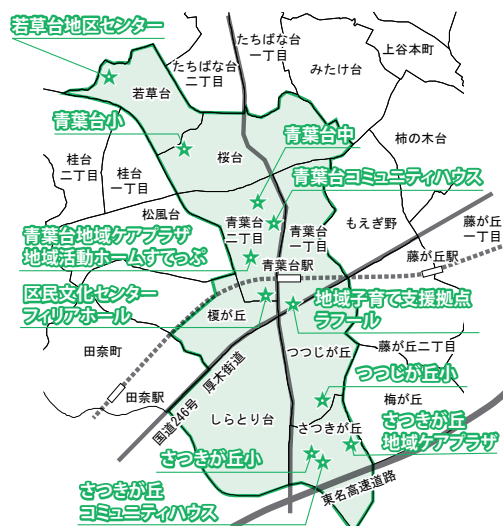 若草台地区センター
たちばな台
一丁目
上谷本町
たちばな台
二丁目
みたけ台
若草台
青葉台小
青葉台中
柿の木台
桜台
桂台
二丁目
桂台
一丁目
青葉台コミュニティハウス
松風台
青葉台
二丁目
青葉台
一丁目
もえぎ野
藤が丘
一丁目
青葉台地域ケアプラザ
地域活動ホームすてっぷ
藤が丘駅
青葉台駅
区民文化センター
フィリアホール
地域子育て支援拠点
ラフール
榎が丘
田奈町
つつじが丘
藤が丘二丁目
国道246号 厚木街道
つつじが丘小
梅が丘
田奈駅
しらとり台
さつきが丘
さつきが丘
地域ケアプラザ
さつきが丘小
さつきが丘
コミュニティハウス
東名高速道路